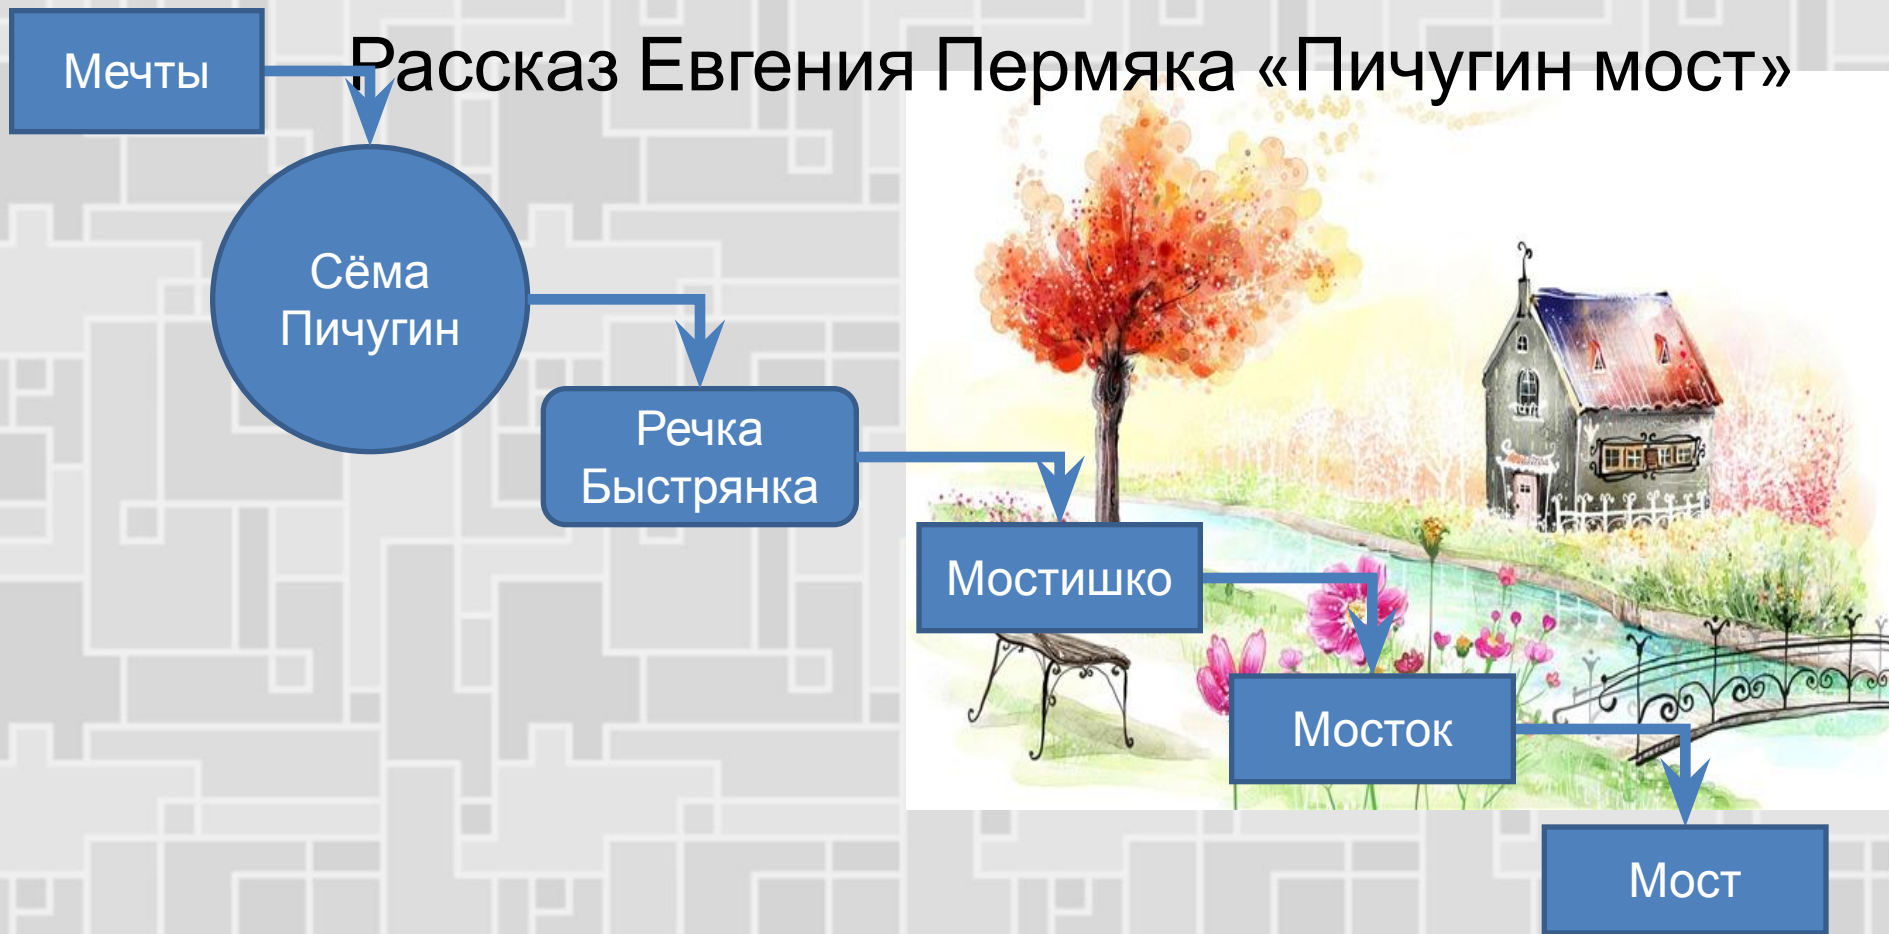 Рассказ Евгения Пермяка «Пичугин мост»
Мечты
Сёма
Пичугин
Речка
Быстрянка
Мостишко
Мосток
Мост